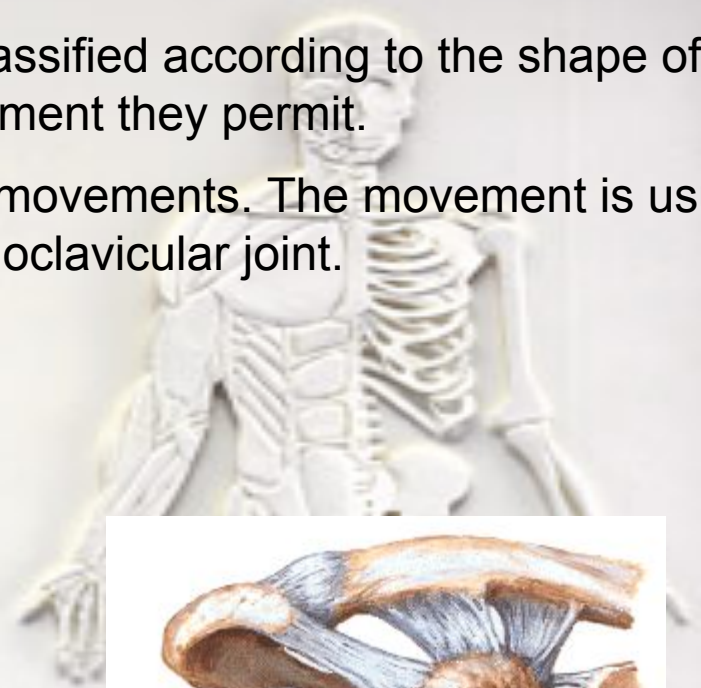 assified according to the shape of
ment they permit.
movements. The movement is us
oclavicular joint.